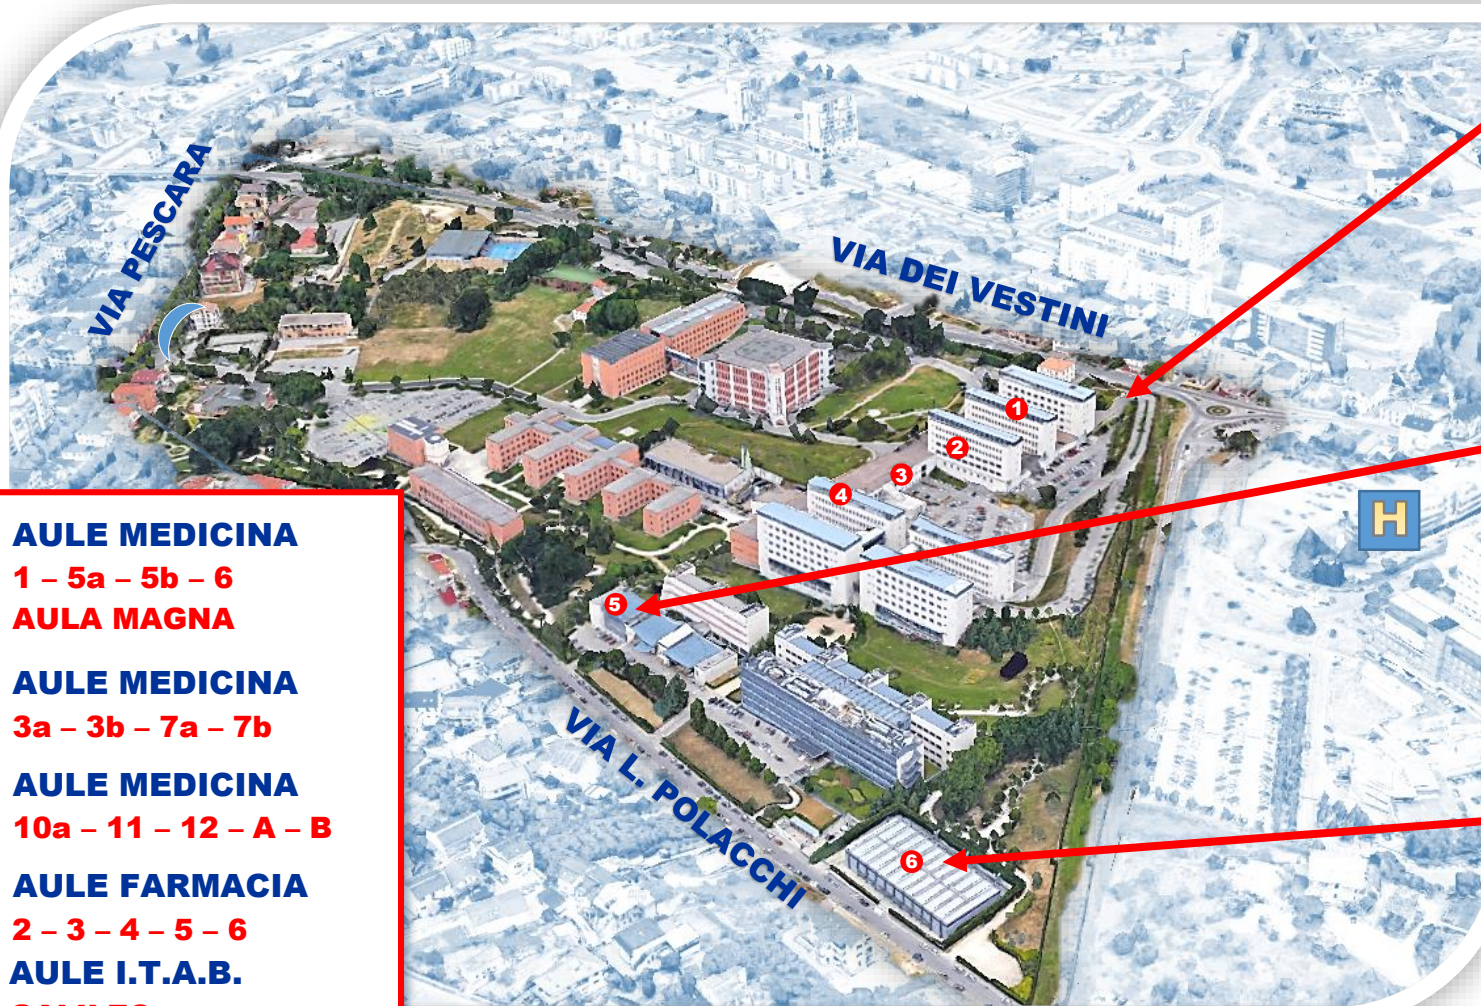 VIA PESCARA
VIA DEI VESTINI
1
2
3
4
H
5
VIA L. POLACCHI
6
AULE MEDICINA
1 – 5a – 5b – 6
AULA MAGNA
AULE MEDICINA
3a – 3b – 7a – 7b
AULE MEDICINA
10a – 11 – 12 – A – B
AULE FARMACIA
2 – 3 – 4 – 5 – 6
AULE I.T.A.B.